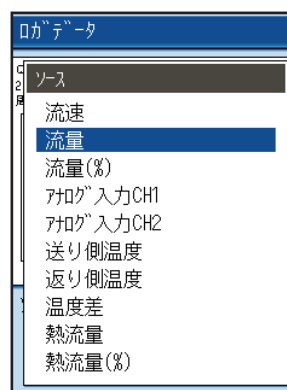 ﾛｶﾞﾃﾞｰﾀ
ｿｰｽ
流速
流量
流量(%)
ｱﾅﾛｸﾞ入力CH1
ｱﾅﾛｸﾞ入力CH2
送り側温度
返り側温度
温度差
熱流量
熱流量(%)